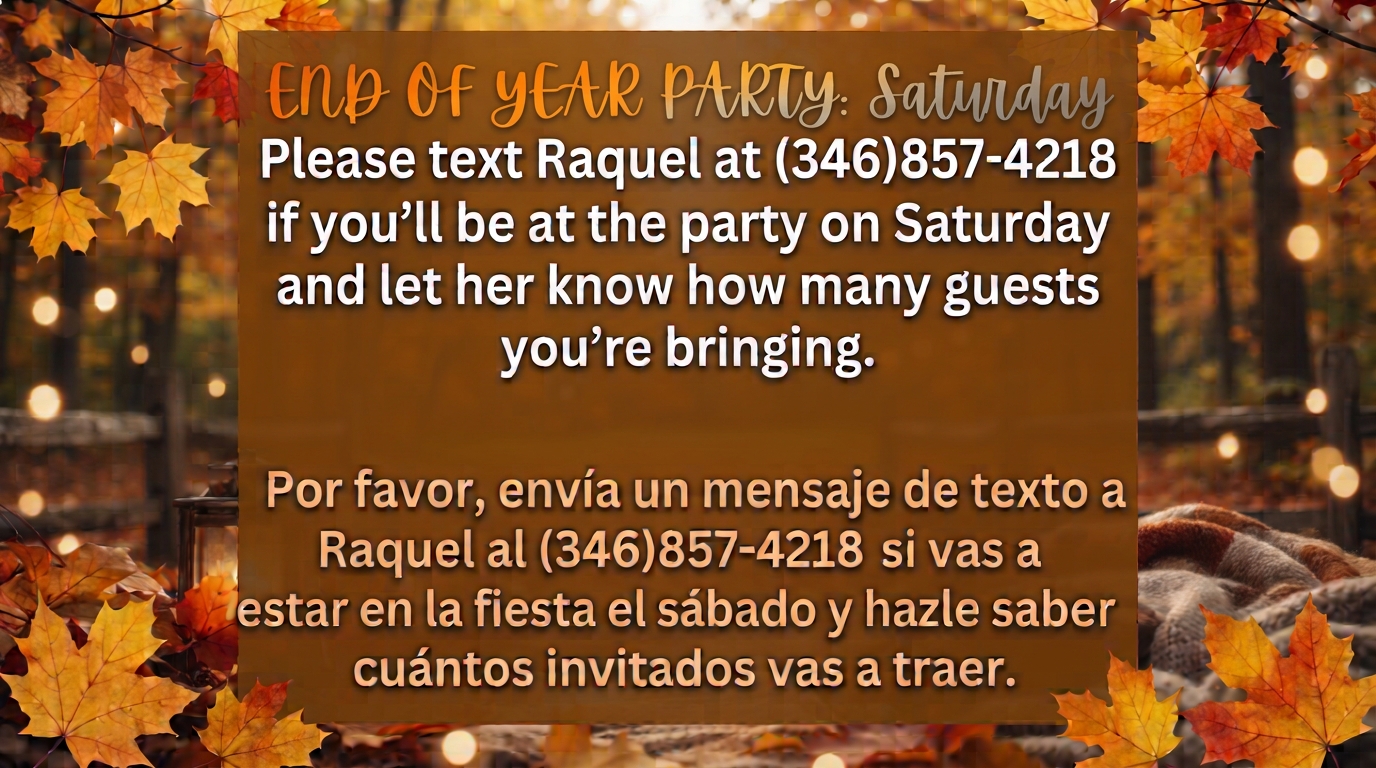 END OF YEAR PARTY: Saturday
Please text Raquel at (346)857-4218
if you’ll be at the party on Saturday
and let her know how many guests
you’re bringing.
Por favor, envía un mensaje de texto a
Raquel al (346)857-4218 si vas a
estar en la fiesta el sábado y hazle saber
cuántos invitados vas a traer.